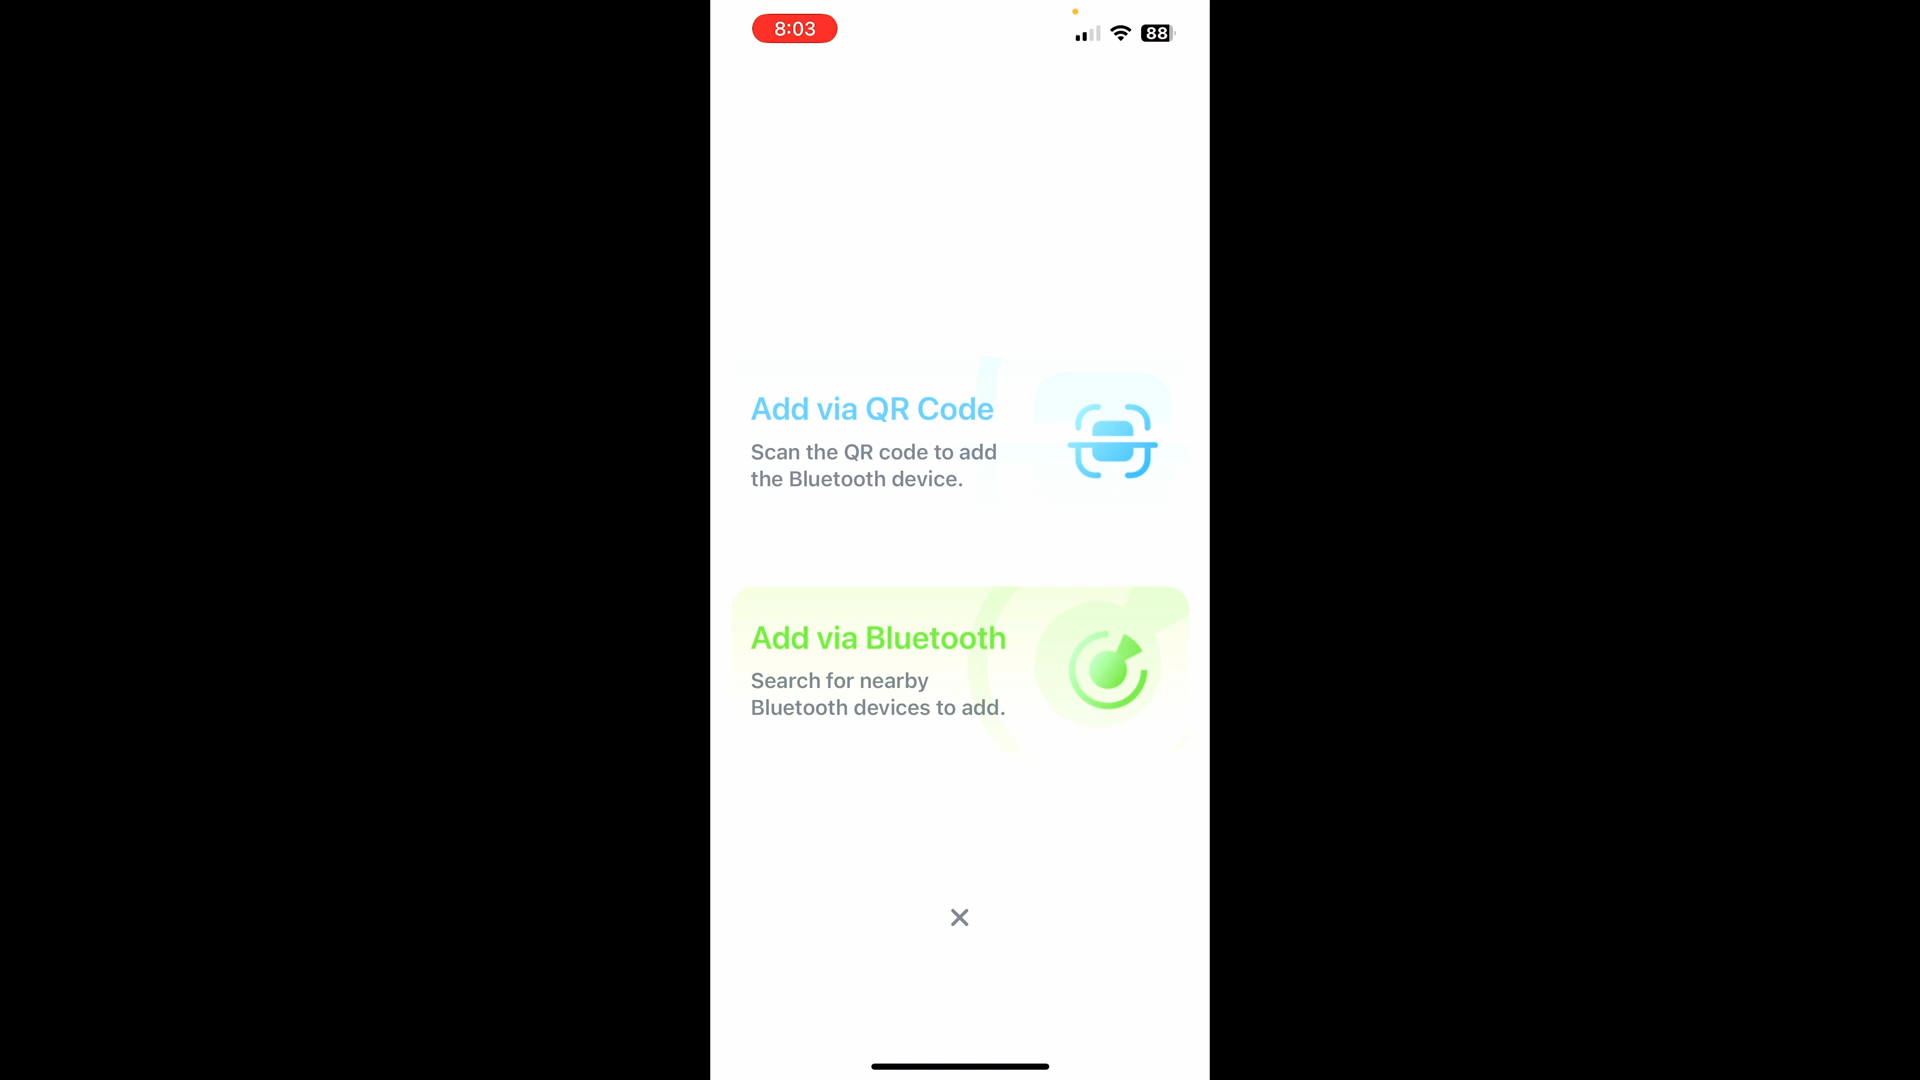 8:03
88
Add via QR Code
Scan the QR code to add
the Bluetooth device.
Add via Bluetooth
Search for nearby
Bluetooth devices to add.